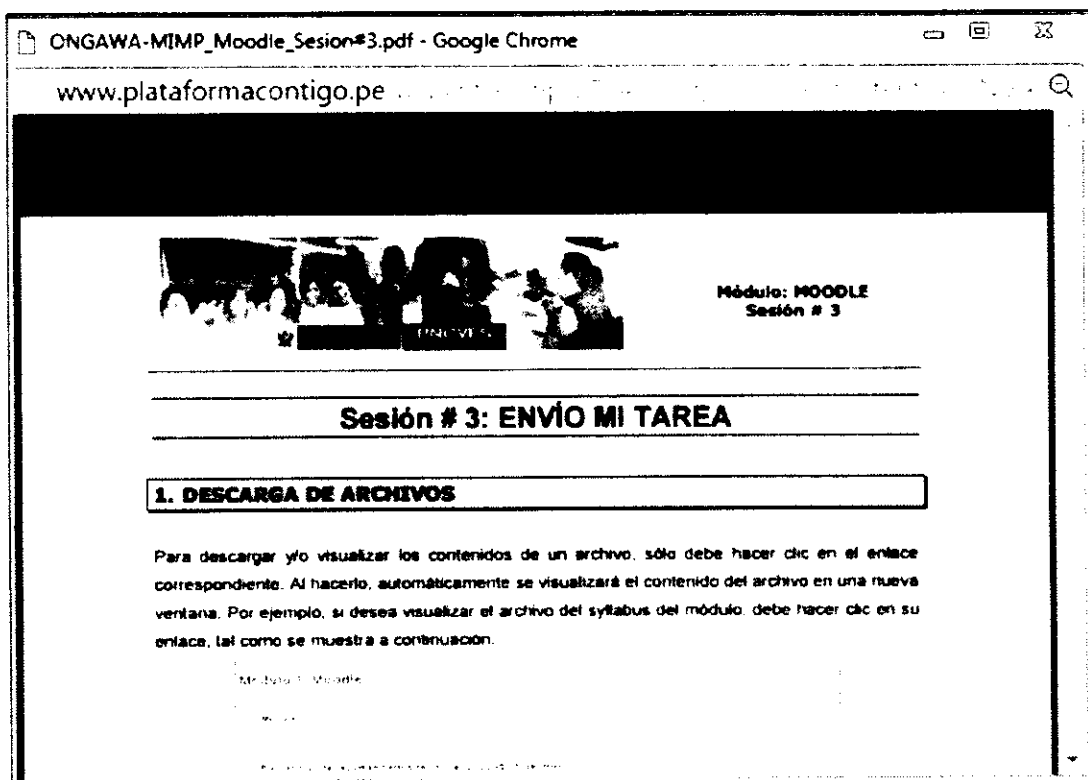 ONGAWA-MIMP_Moodle_Sesion#3.pdf - Google Chrome
www.plataformacontigo.pe
Módulo: MOODLE
Sesión # 3
PNCVFS
Sesión # 3: ENVÍO MI TAREA
1. DESCARGA DE ARCHIVOS
Para descargar y/o visualizar los contenidos de un archivo, sólo debe hacer clic en el enlace
correspondiente. Al hacerlo, automáticamente se visualizará el contenido del archivo en una nueva
ventana. Por ejemplo, si desea visualizar el archivo del syllabus del módulo, debe hacer clic en su
enlace, tal como se muestra a continuación.
Moodle